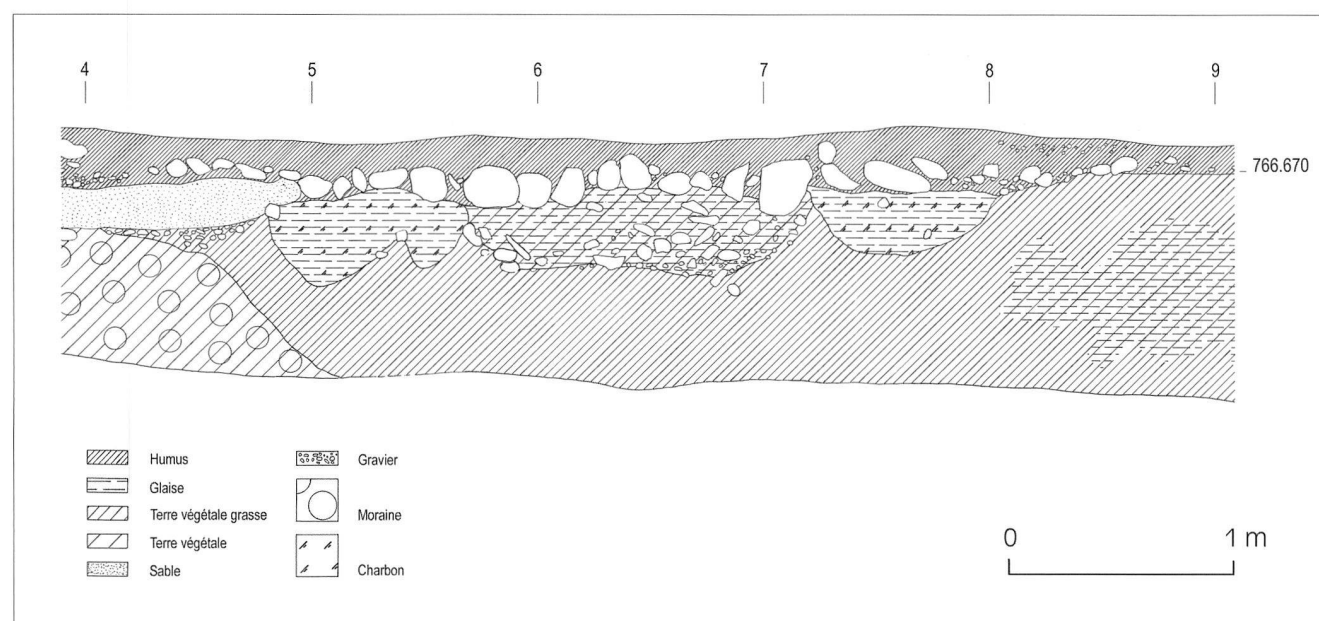 4 5 6 7 8 9
766.670
Humus
Glaise
Terre végétale grasse
Terre végétale
Sable
Gravier
Moraine
Charbon
0 1 m